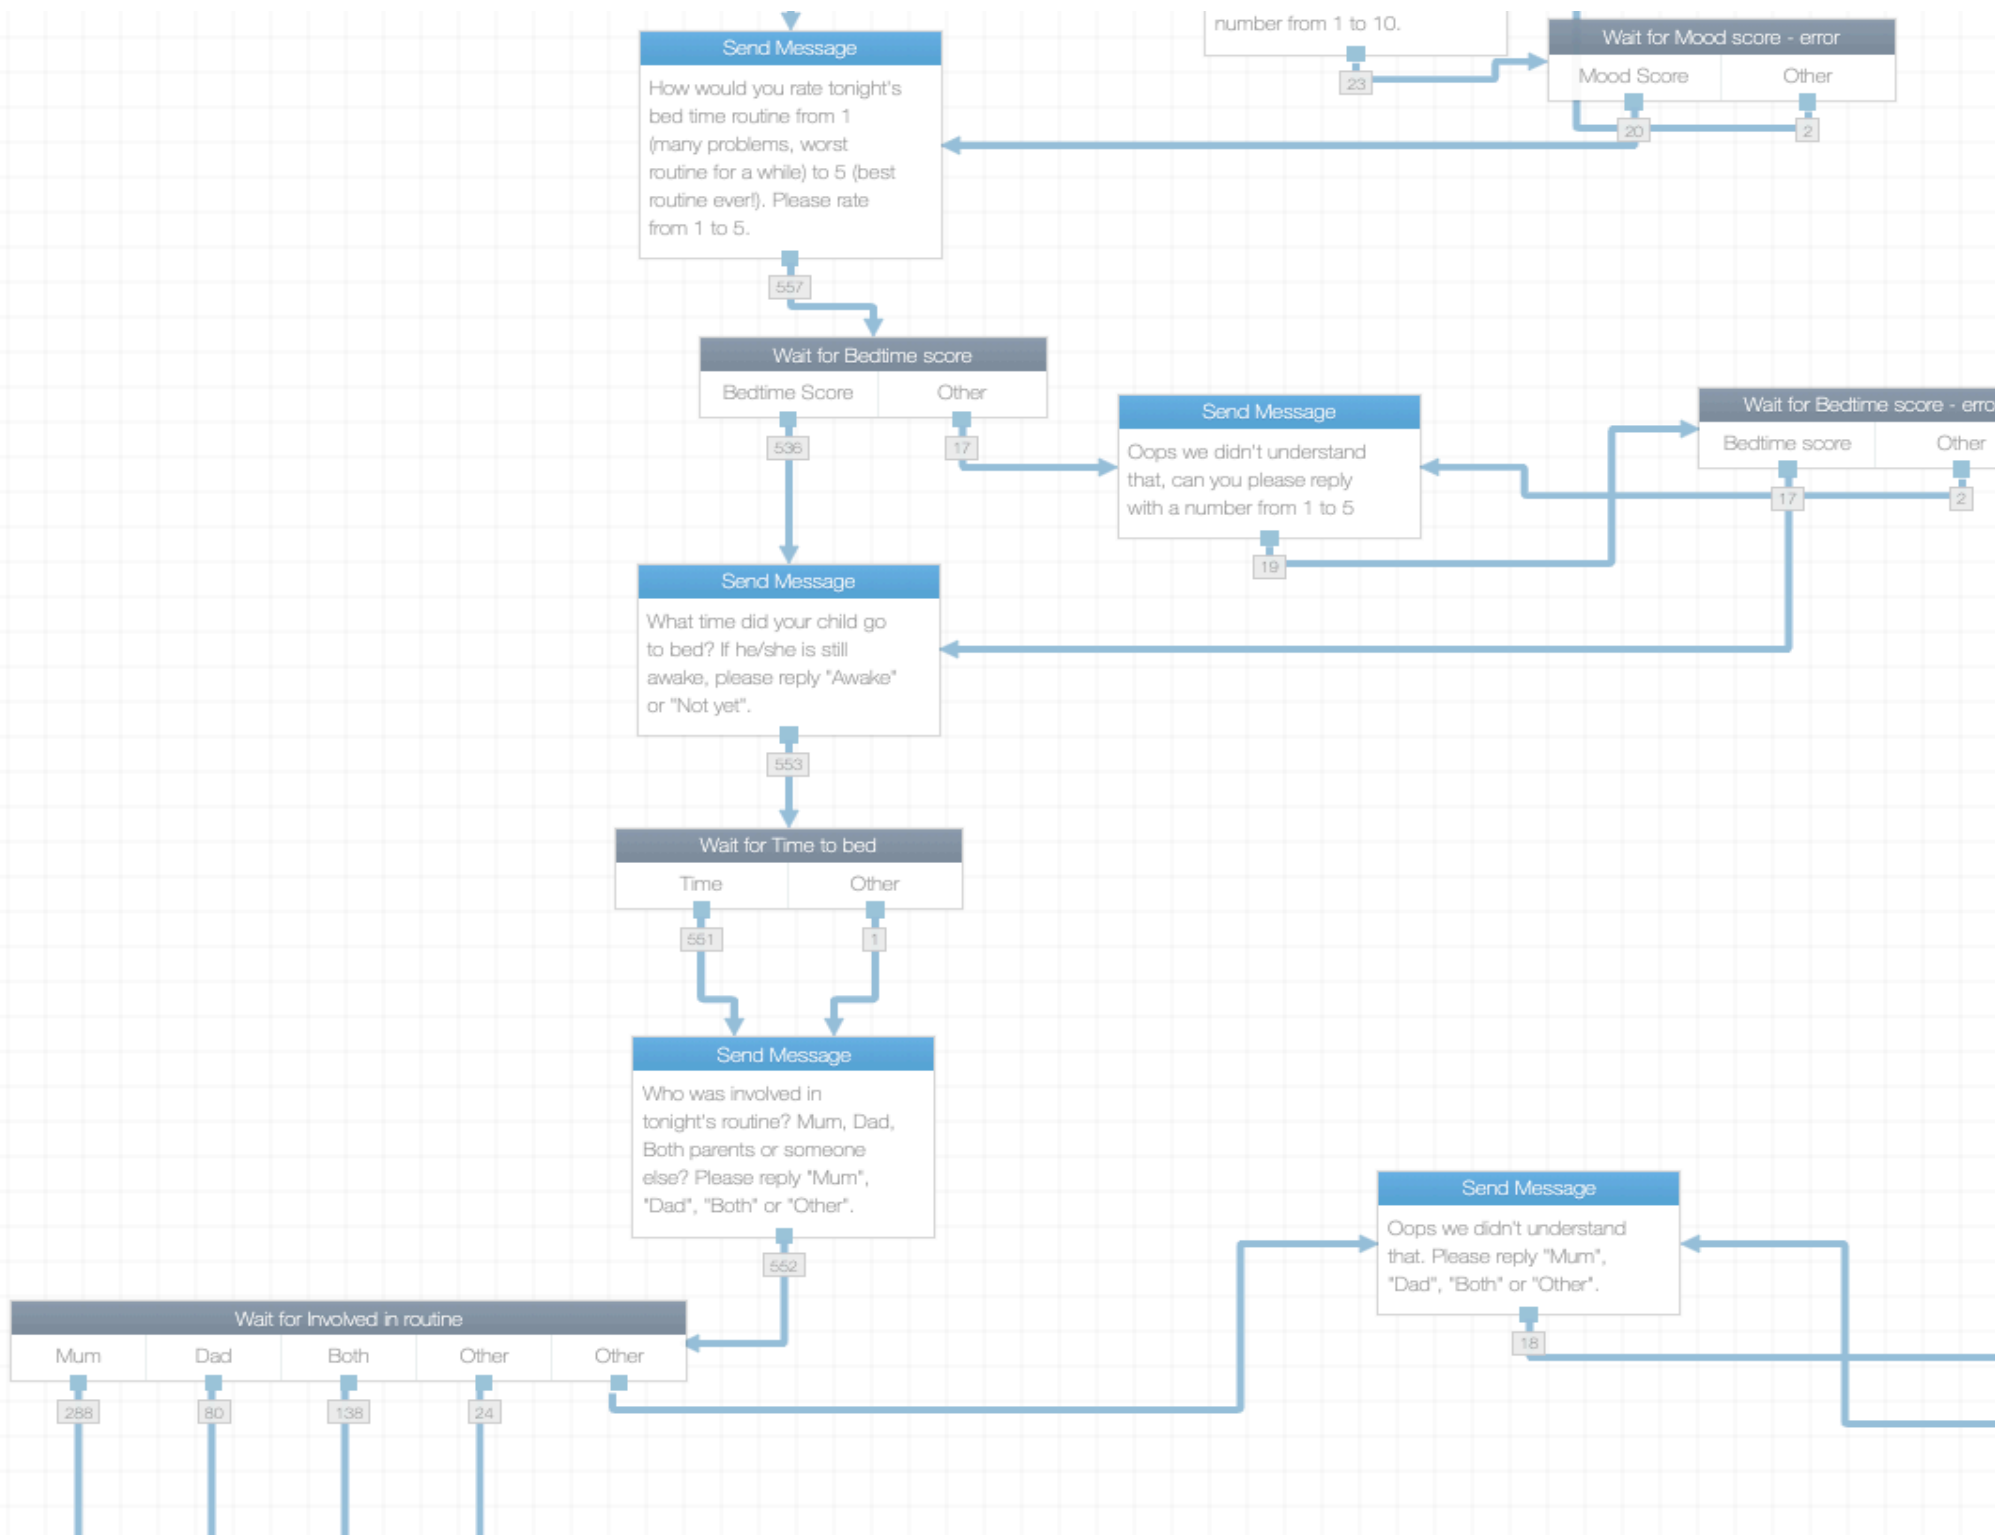 number from 1 to 10.
23
Wait for Mood score - error
Mood Score Other
20 2
Send Message
How would you rate tonight's
bed time routine from 1
(many problems, worst
routine for a while) to 5 (best
routine ever!). Please rate
from 1 to 5.
557
Wait for Bedtime score
Bedtime Score Other
536 17
Send Message
Oops we didn't understand
that, can you please reply
with a number from 1 to 5
19
Wait for Bedtime score - erro
Bedtime score Other
17 2
Send Message
What time did your child go
to bed? If he/she is still
awake, please reply "Awake"
or "Not yet".
553
Wait for Time to bed
Time Other
551 1
Send Message
Who was involved in
tonight's routine? Mum, Dad,
Both parents or someone
else? Please reply "Mum",
"Dad", "Both" or "Other".
552
Send Message
Oops we didn't understand
that. Please reply "Mum",
"Dad", "Both" or "Other".
18
Wait for Involved in routine
Mum Dad Both Other Other
288 80 138 24